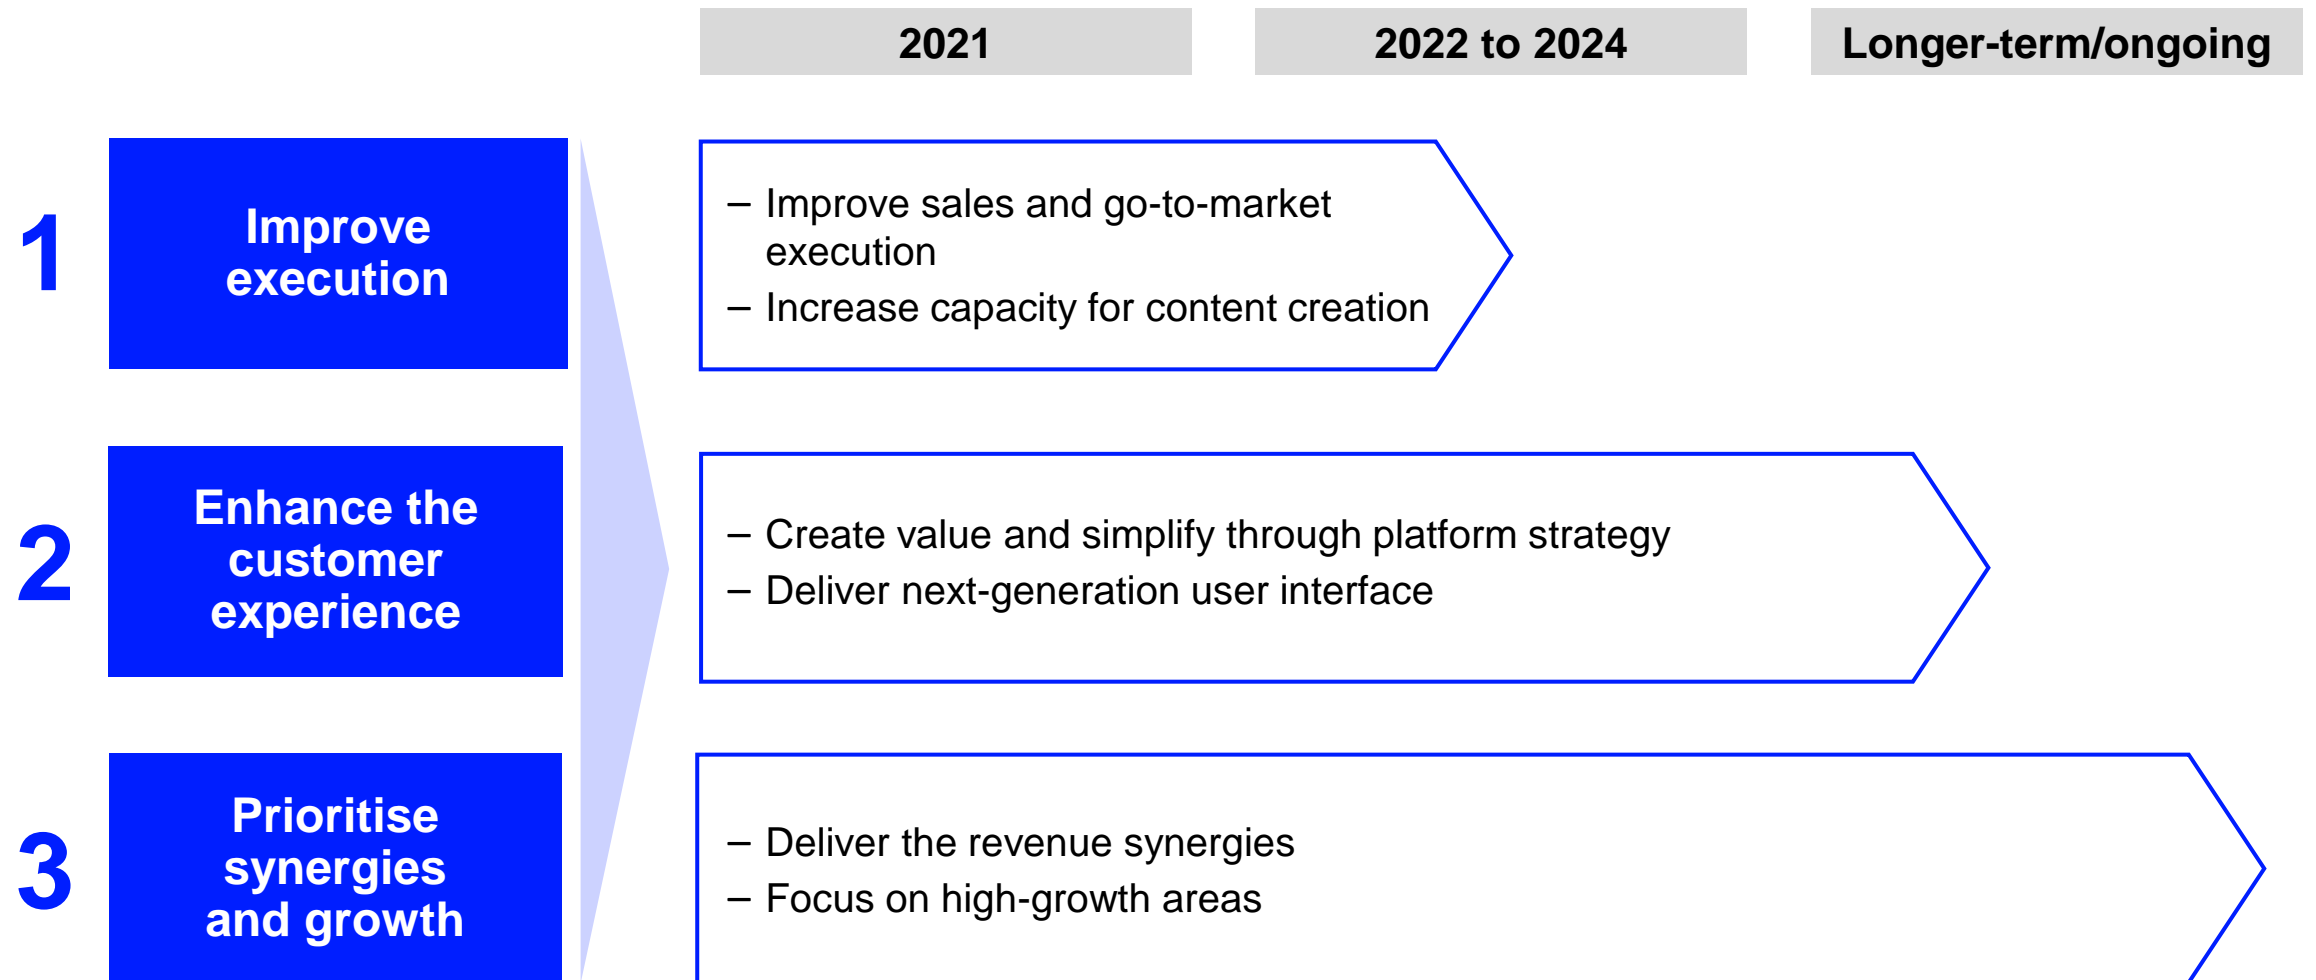 2021
2022 to 2024
Longer-term/ongoing
1
Improve
execution
– Improve sales and go-to-market
execution
– Increase capacity for content creation
2
Enhance the
customer
experience
– Create value and simplify through platform strategy
– Deliver next-generation user interface
3
Prioritise
synergies
and growth
– Deliver the revenue synergies
– Focus on high-growth areas